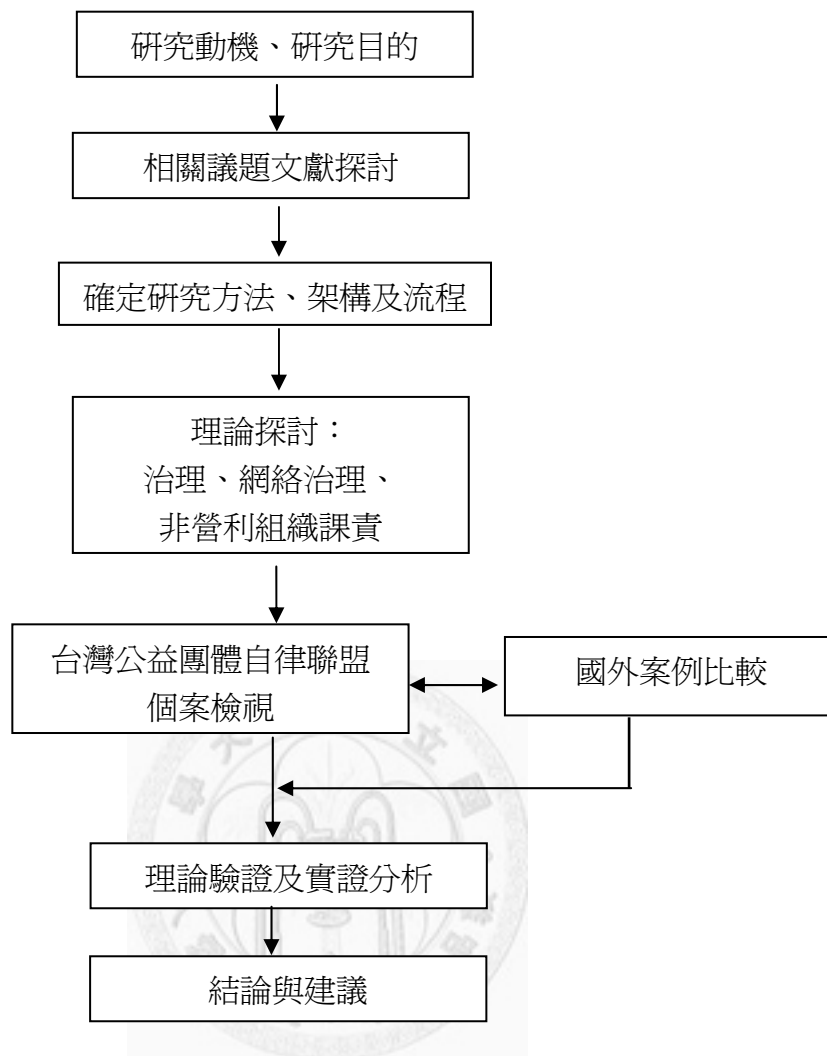 研究動機、研究目的
相關議題文獻探討
確定研究方法、架構及流程
理論探討：
治理、網絡治理、
非營利組織課責
台灣公益團體自律聯盟
個案檢視
國外案例比較
理論驗證及實證分析
結論與建議